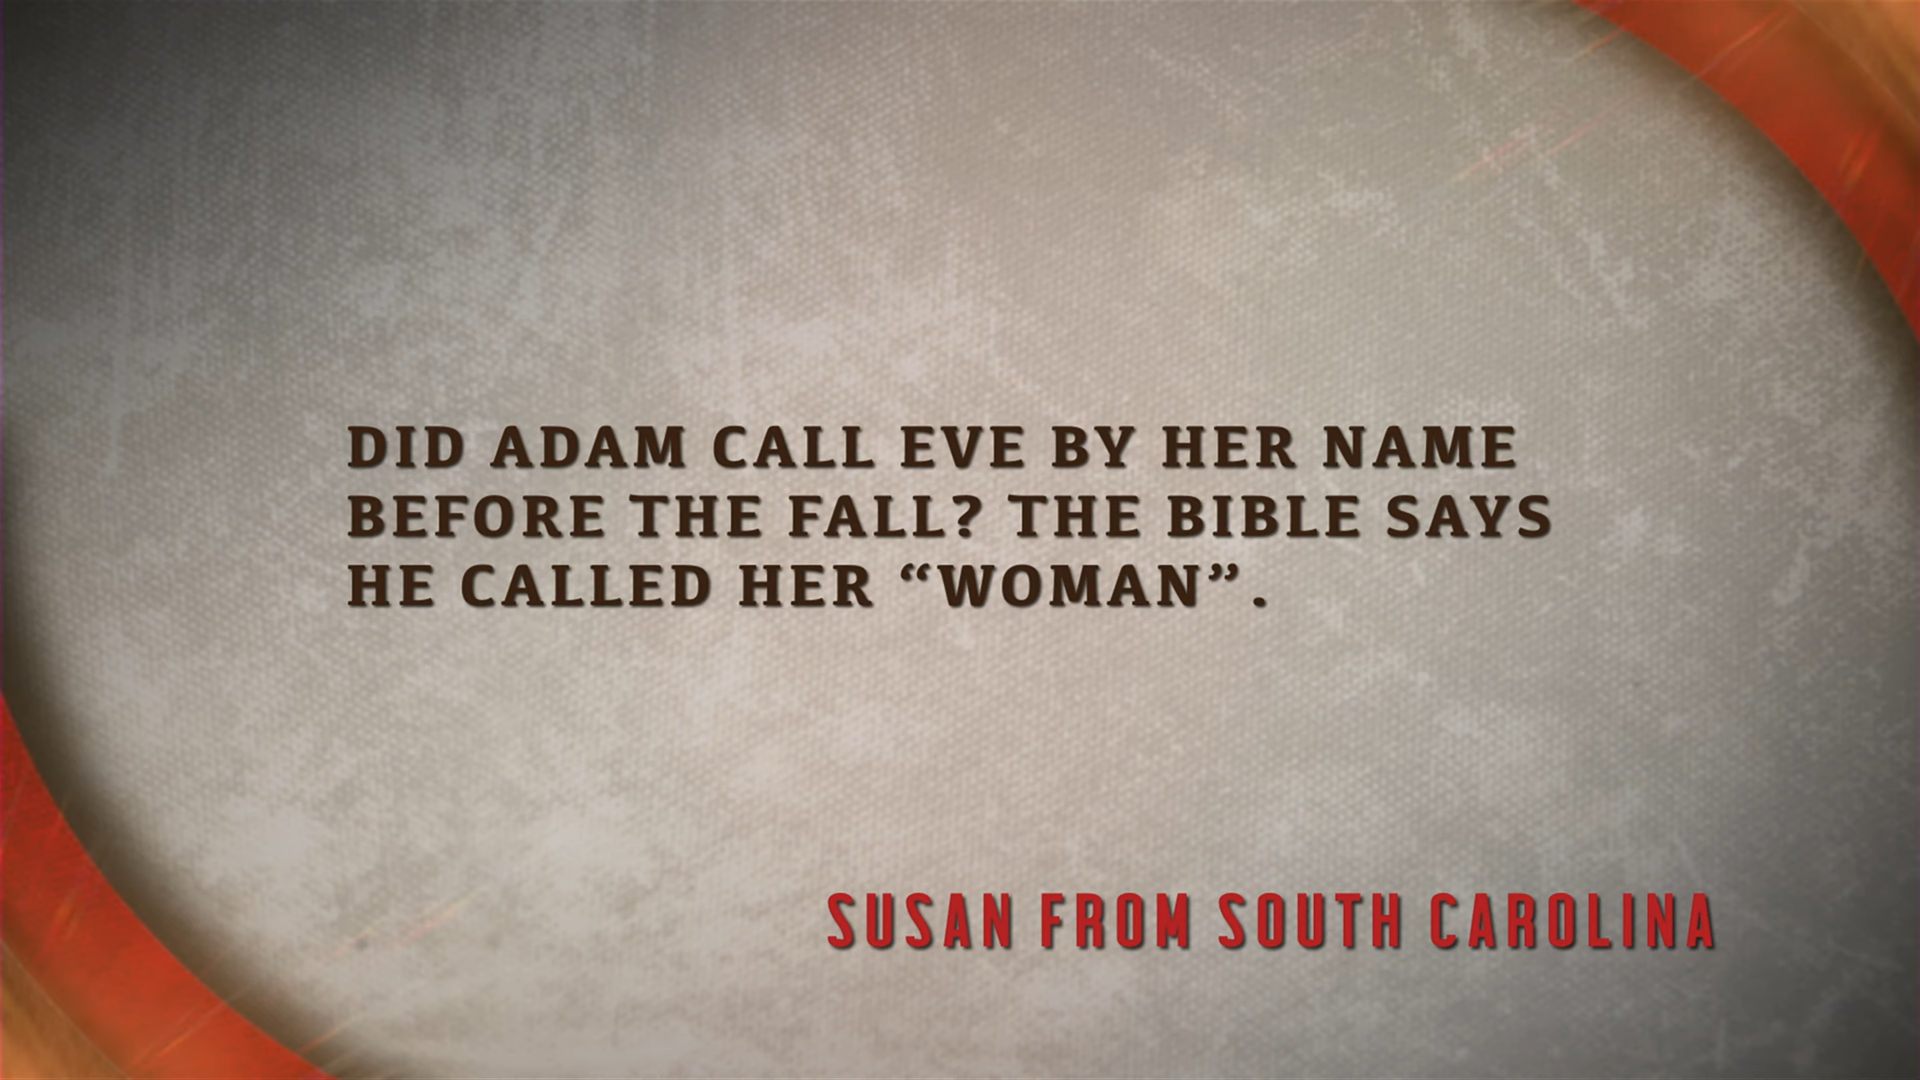 DID ADAM CALL EVE BY HER NAME
BEFORE THE FALL? THE BIBLE SAYS
HE CALLED HER “WOMAN”.
SUSAN FROM SOUTH CAROLINA